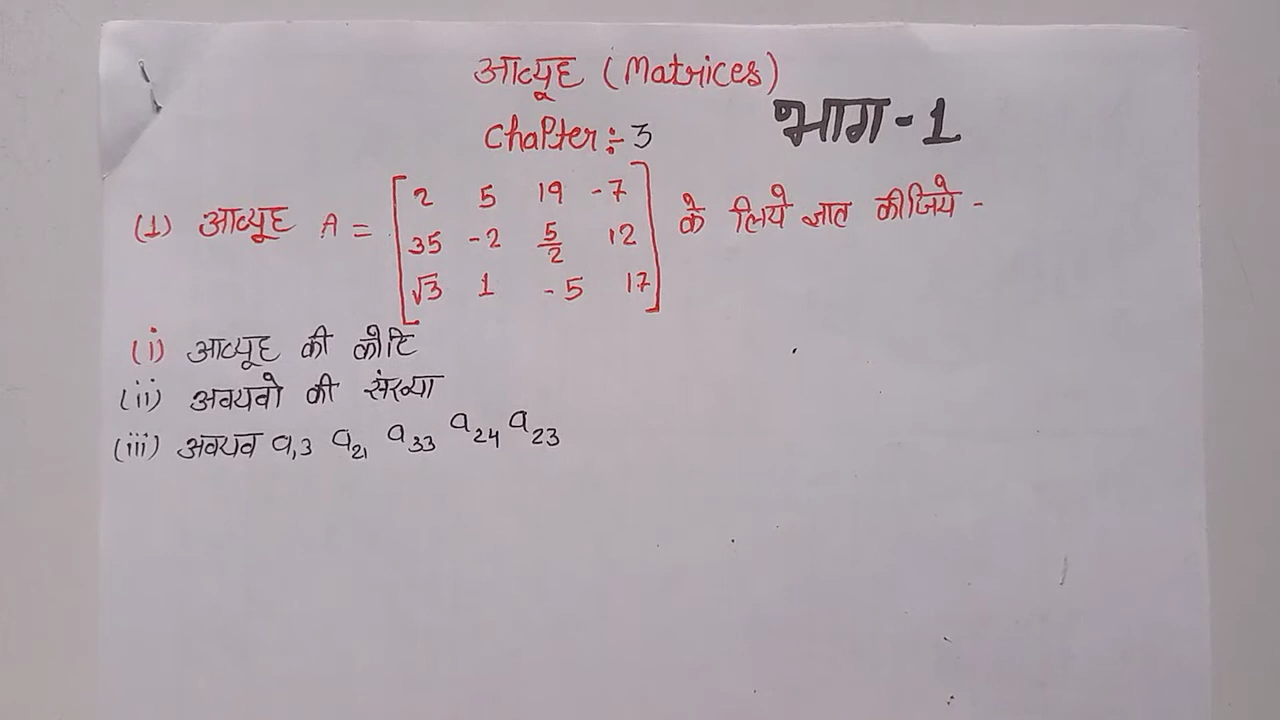 आव्यूह (Matrices)
Chapter :- 3
भाग - 1
(1) आव्यूह A = [2 5 19 -7
35 -2 5/2 12
√3 1 -5 17] के लिये ज्ञात कीजिये -
(i) आव्यूह की कोटि
(ii) अवयवो की संख्या
(iii) अवयव a13 a21 a33 a24 a23